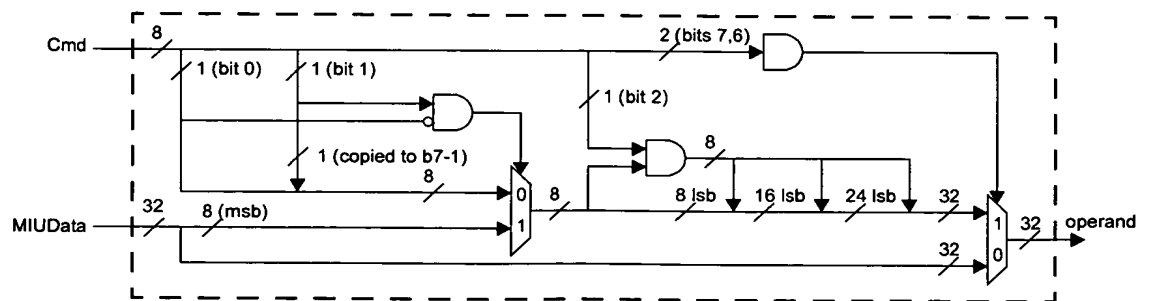 Cmd
8
2 (bits 7,6)
1 (bit 0)
1 (bit 1)
1 (bit 2)
1 (copied to b7-1)
8
8
0
1
8
8 lsb
16 lsb
24 lsb
32
MIUData
32
8 (msb)
32
1
0
32
operand